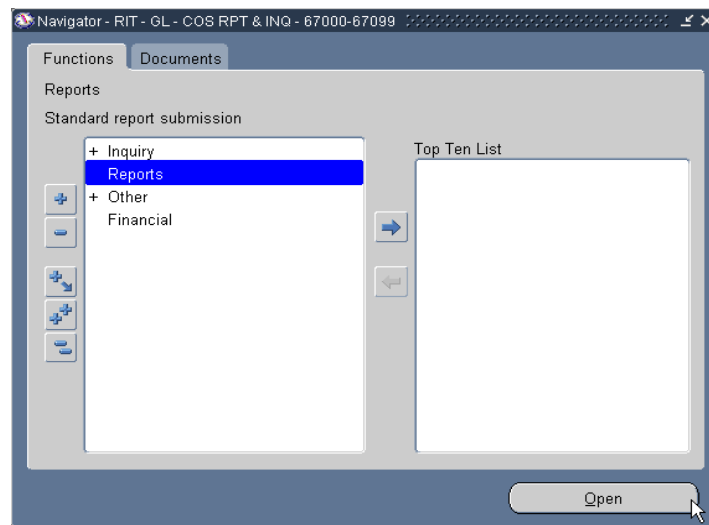 Navigator - RIT - GL - COS RPT & INQ - 67000-67099
Functions
Documents
Reports
Standard report submission
+ Inquiry
Reports
+ Other
Financial
Top Ten List
Open